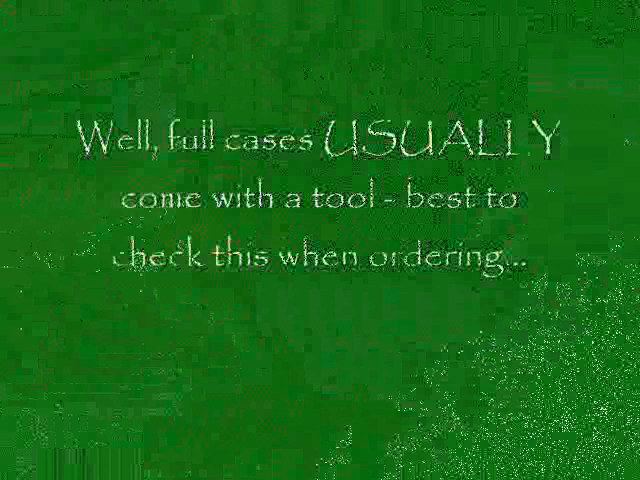 Well, full cases USUALLY
come with a tool - best to
check this when ordering...